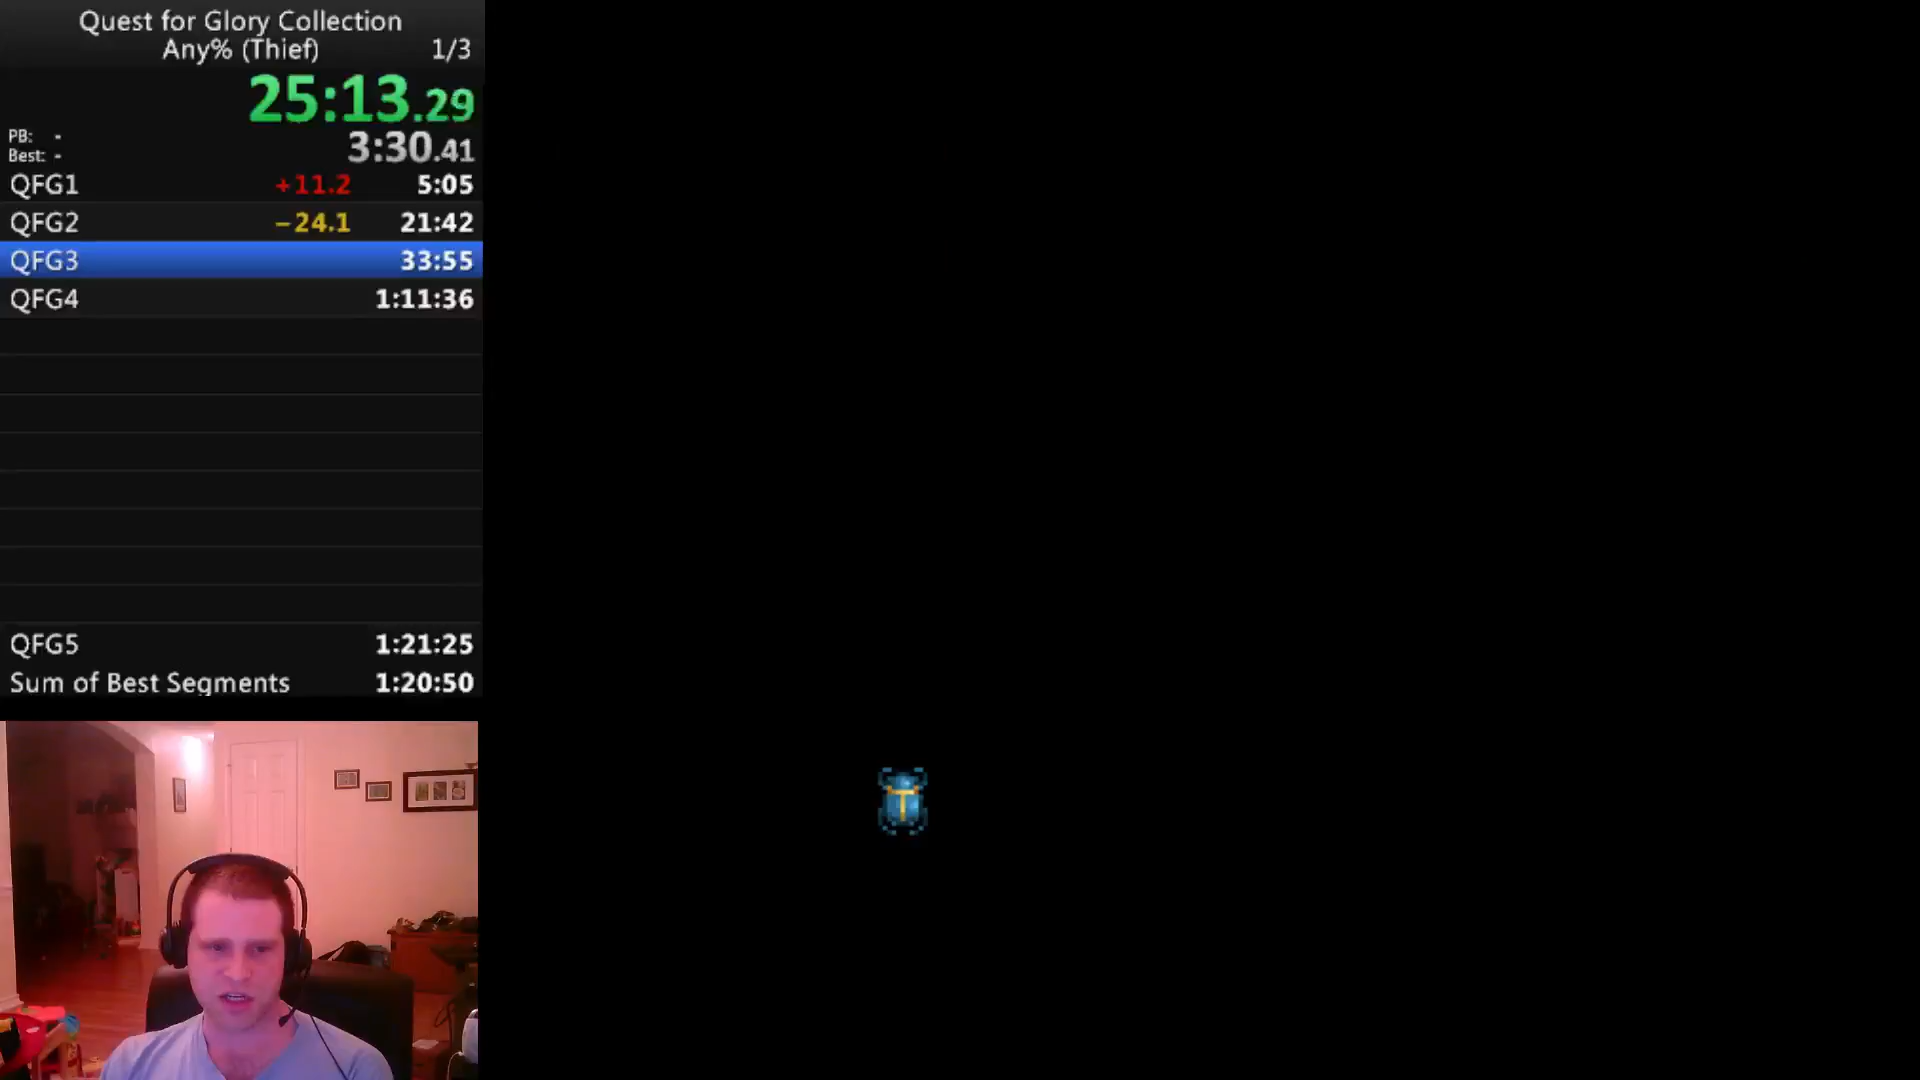 Quest for Glory Collection
Any% (Thief) 1/3
25:13.29
PB: -
3:30.41
Best: -
QFG1 +11.2 5:05
QFG2 −24.1 21:42
QFG3 33:55
QFG4 1:11:36
QFG5 1:21:25
Sum of Best Segments 1:20:50